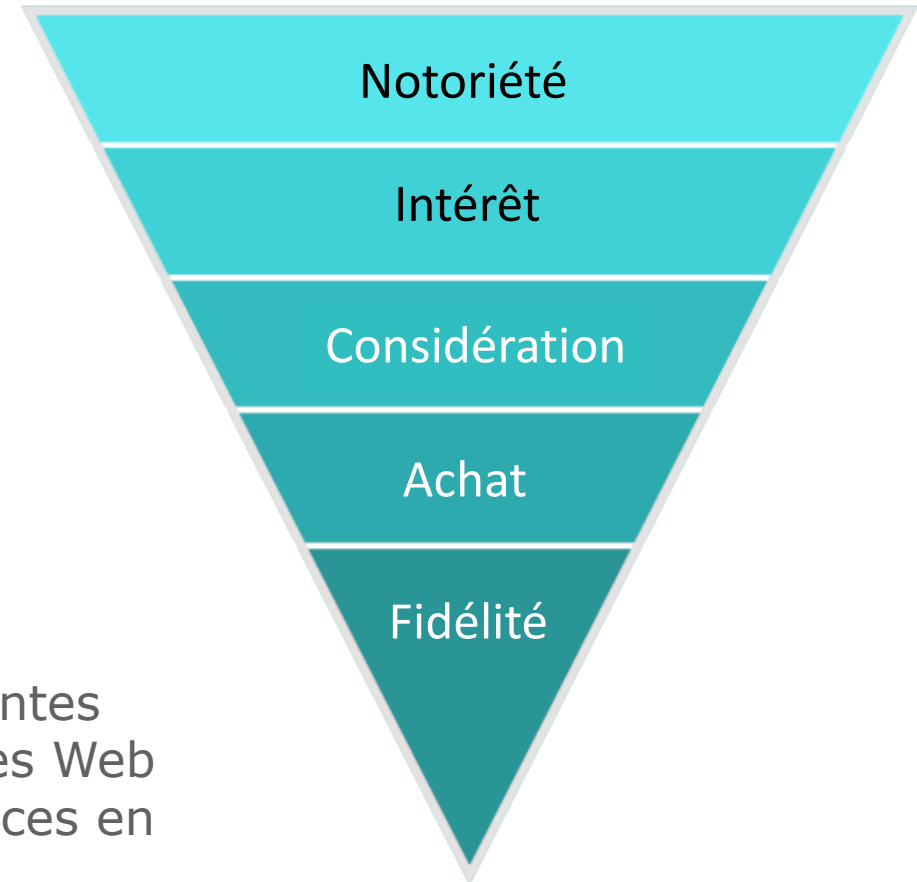 Notoriété
Intérêt
Considération
Achat
Fidélité
ntes
es Web
ces en